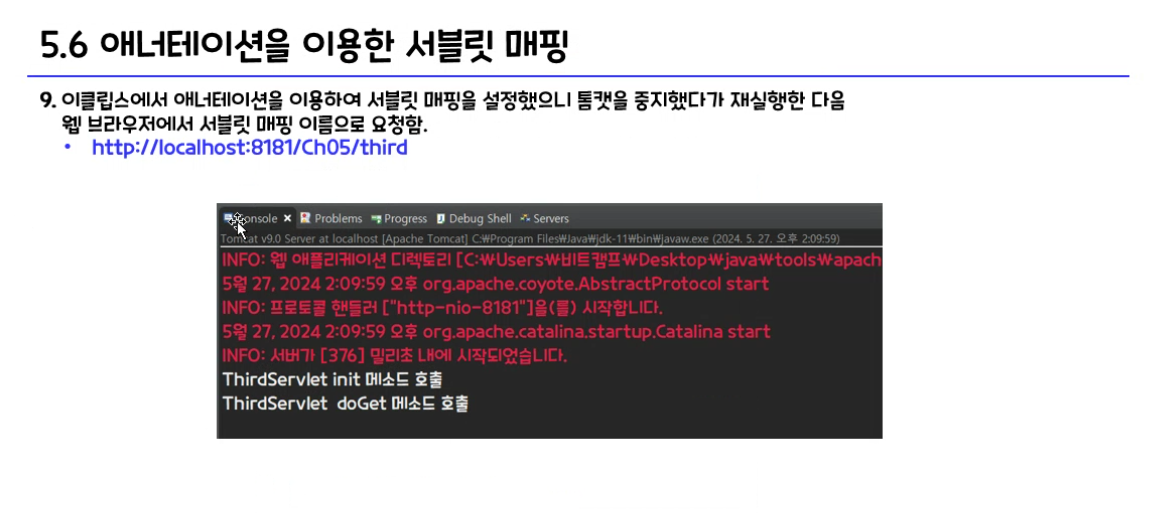 5.6 애너테이션을 이용한 서블릿 매핑
9. 이클립스에서 애너테이션을 이용하여 서블릿 매핑을 설정했으니 톰캣을 중지했다가 재실행한 다음
웹 브라우저에서 서블릿 매핑 이름으로 요청함.
• http://localhost:8181/Ch05/third
Console × Problems Progress Debug Shell Servers
Tomcat v9.0 Server at localhost [Apache Tomcat] C:₩Program Files₩Java₩jdk-11₩bin₩javaw.exe (2024. 5. 27. 오후 2:09:59)
INFO: 웹 애플리케이션 디렉토리 [C:₩Users₩비트캠프₩Desktop₩java₩tools₩apach
5월 27, 2024 2:09:59 오후 org.apache.coyote.AbstractProtocol start
INFO: 프로토콜 핸들러 ["http-nio-8181"]을(를) 시작합니다.
5월 27, 2024 2:09:59 오후 org.apache.catalina.startup.Catalina start
INFO: 서버가 [376] 밀리초 내에 시작되었습니다.
ThirdServlet init 메소드 호출
ThirdServlet doGet 메소드 호출